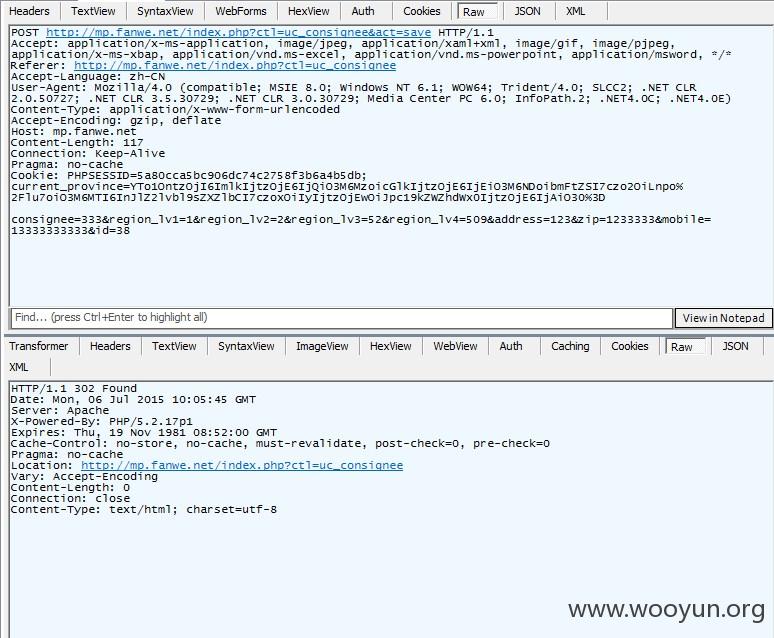 Headers TextView SyntaxView WebForms HexView Auth Cookies Raw JSON XML
POST http://mp.fanwe.net/index.php?ctl=uc_consignee&act=save HTTP/1.1
Accept: application/x-ms-application, image/jpeg, application/xaml+xml, image/gif, image/pjpeg,
application/x-ms-xbap, application/vnd.ms-excel, application/vnd.ms-powerpoint, application/msword, */*
Referer: http://mp.fanwe.net/index.php?ctl=uc_consignee
Accept-Language: zh-CN
User-Agent: Mozilla/4.0 (compatible; MSIE 8.0; Windows NT 6.1; WOW64; Trident/4.0; SLCC2; .NET CLR
2.0.50727; .NET CLR 3.5.30729; .NET CLR 3.0.30729; Media Center PC 6.0; InfoPath.2; .NET4.0C; .NET4.0E)
Content-Type: application/x-www-form-urlencoded
Accept-Encoding: gzip, deflate
Host: mp.fanwe.net
Content-Length: 117
Connection: Keep-Alive
Pragma: no-cache
Cookie: PHPSESSID=5a80cca5bc906dc74c2758f3b6a4b5db;
current_province=YTo1OntzOjI6ImlkIjtzOjE6IjQiO3M6MzoicGlkIjtzOjE6IjEiO3M6NDoibmFtZSI7czo2OiLnpo%
2Flu7oiO3M6MTI6InJlZ2lvbl9sZXZlbCI7czoxOiIyIjtzOjEwOiJpc19kZWZhdWx0IjtzOjE6IjAiO30%3D
consignee=333&region_lv1=1&region_lv2=2&region_lv3=52&region_lv4=509&address=123&zip=1233333&mobile=
13333333333&id=38
Find... (press Ctrl+Enter to highlight all) View in Notepad
Transformer Headers TextView SyntaxView ImageView HexView WebView Auth Caching Cookies Raw JSON
XML
HTTP/1.1 302 Found
Date: Mon, 06 Jul 2015 10:05:45 GMT
Server: Apache
X-Powered-By: PHP/5.2.17p1
Expires: Thu, 19 Nov 1981 08:52:00 GMT
Cache-Control: no-store, no-cache, must-revalidate, post-check=0, pre-check=0
Pragma: no-cache
Location: http://mp.fanwe.net/index.php?ctl=uc_consignee
Vary: Accept-Encoding
Content-Length: 0
Connection: close
Content-Type: text/html; charset=utf-8
www.wooyun.org